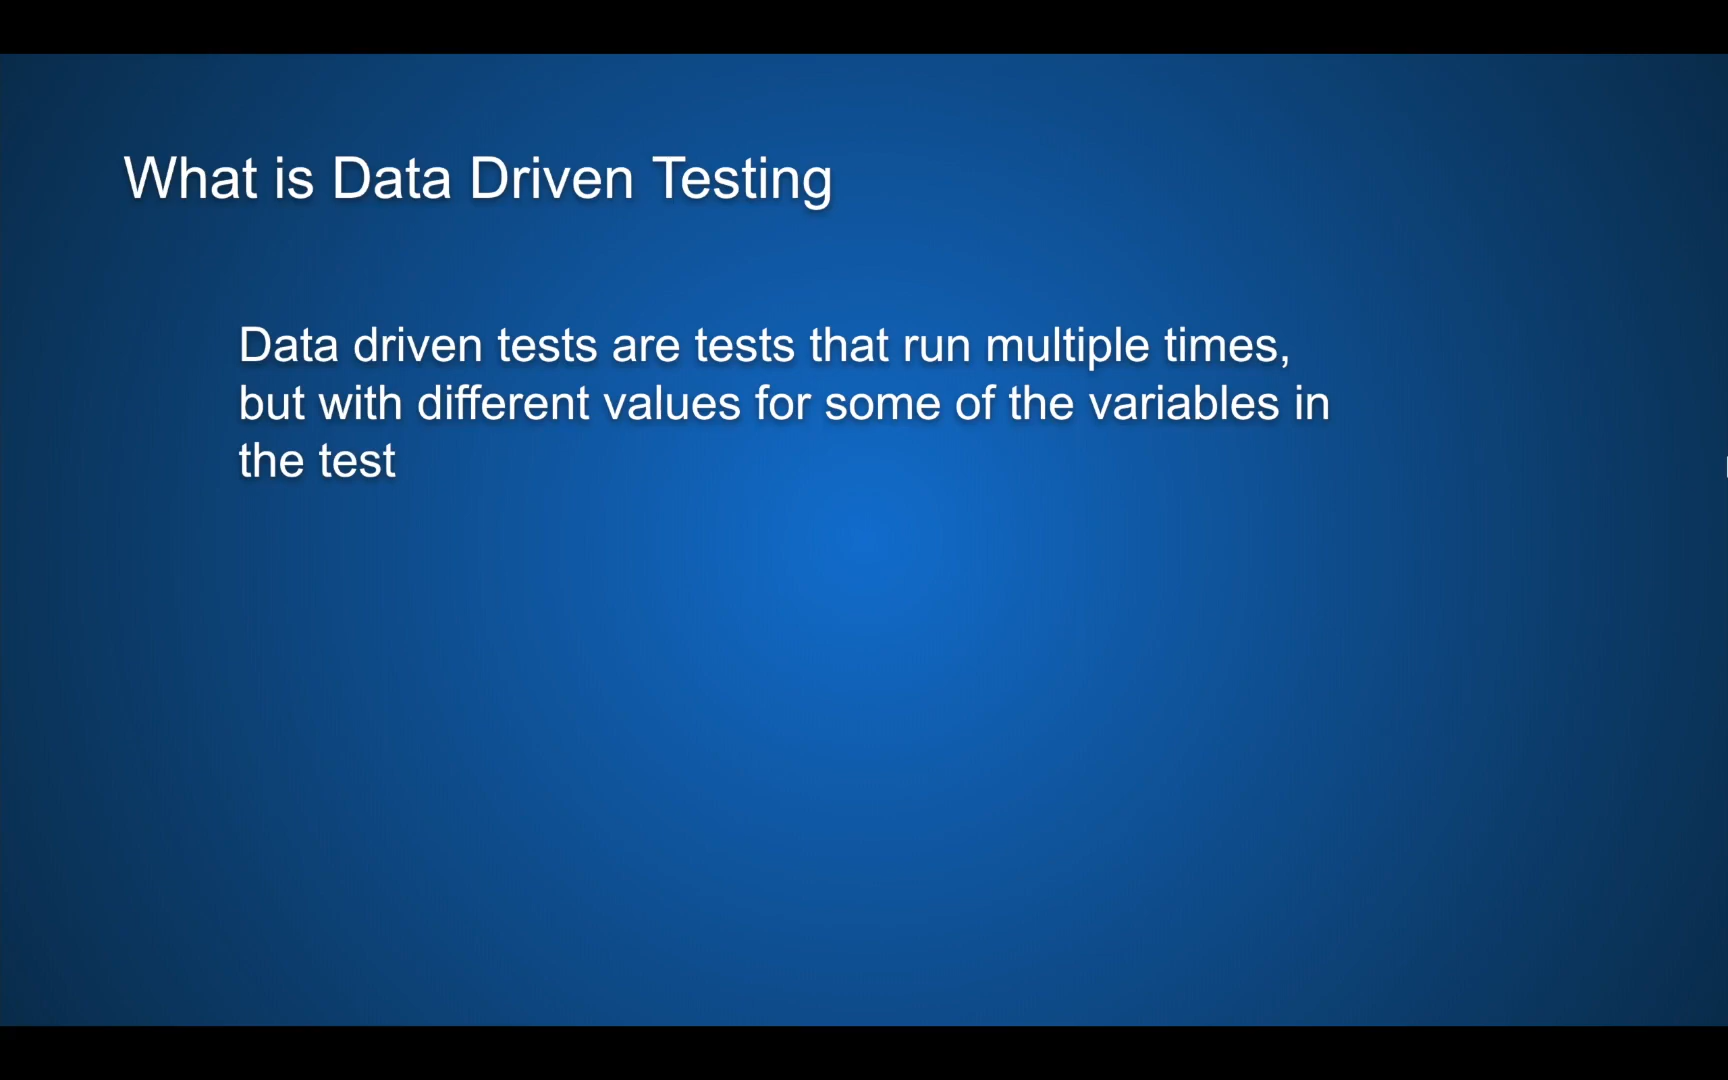 What is Data Driven Testing
Data driven tests are tests that run multiple times,
but with different values for some of the variables in
the test